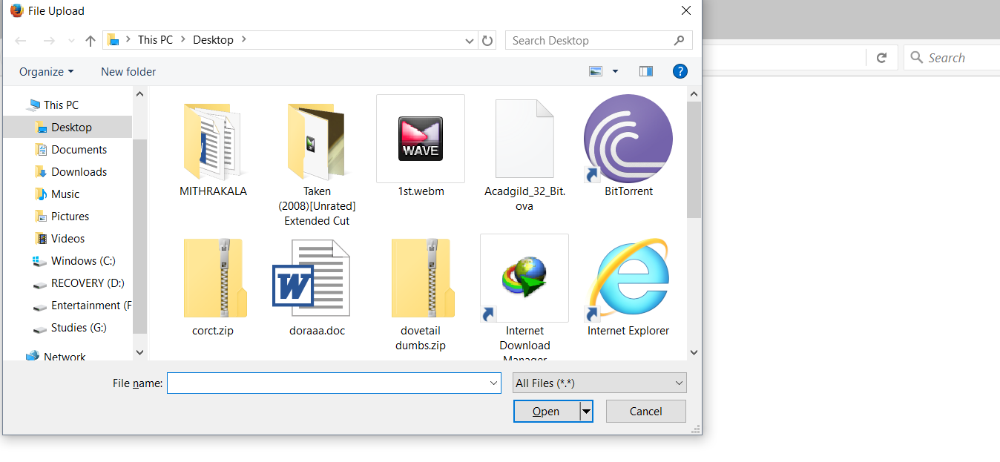 File Upload
This PC Desktop
Search Desktop
Search
Organize New folder
?
This PC
Desktop
Documents
Downloads
Music
Pictures
Videos
Windows (C:)
RECOVERY (D:)
Entertainment (F
Studies (G:)
Network
MITHRAKALA
Taken
(2008)[Unrated]
Extended Cut
WAVE
1st.webm
Acadgild_32_Bit.
ova
BitTorrent
corct.zip
W
doraaa.doc
dovetail
dumbs.zip
Internet
Download
Manager
Internet Explorer
File name:
All Files (*.*)
Open
Cancel